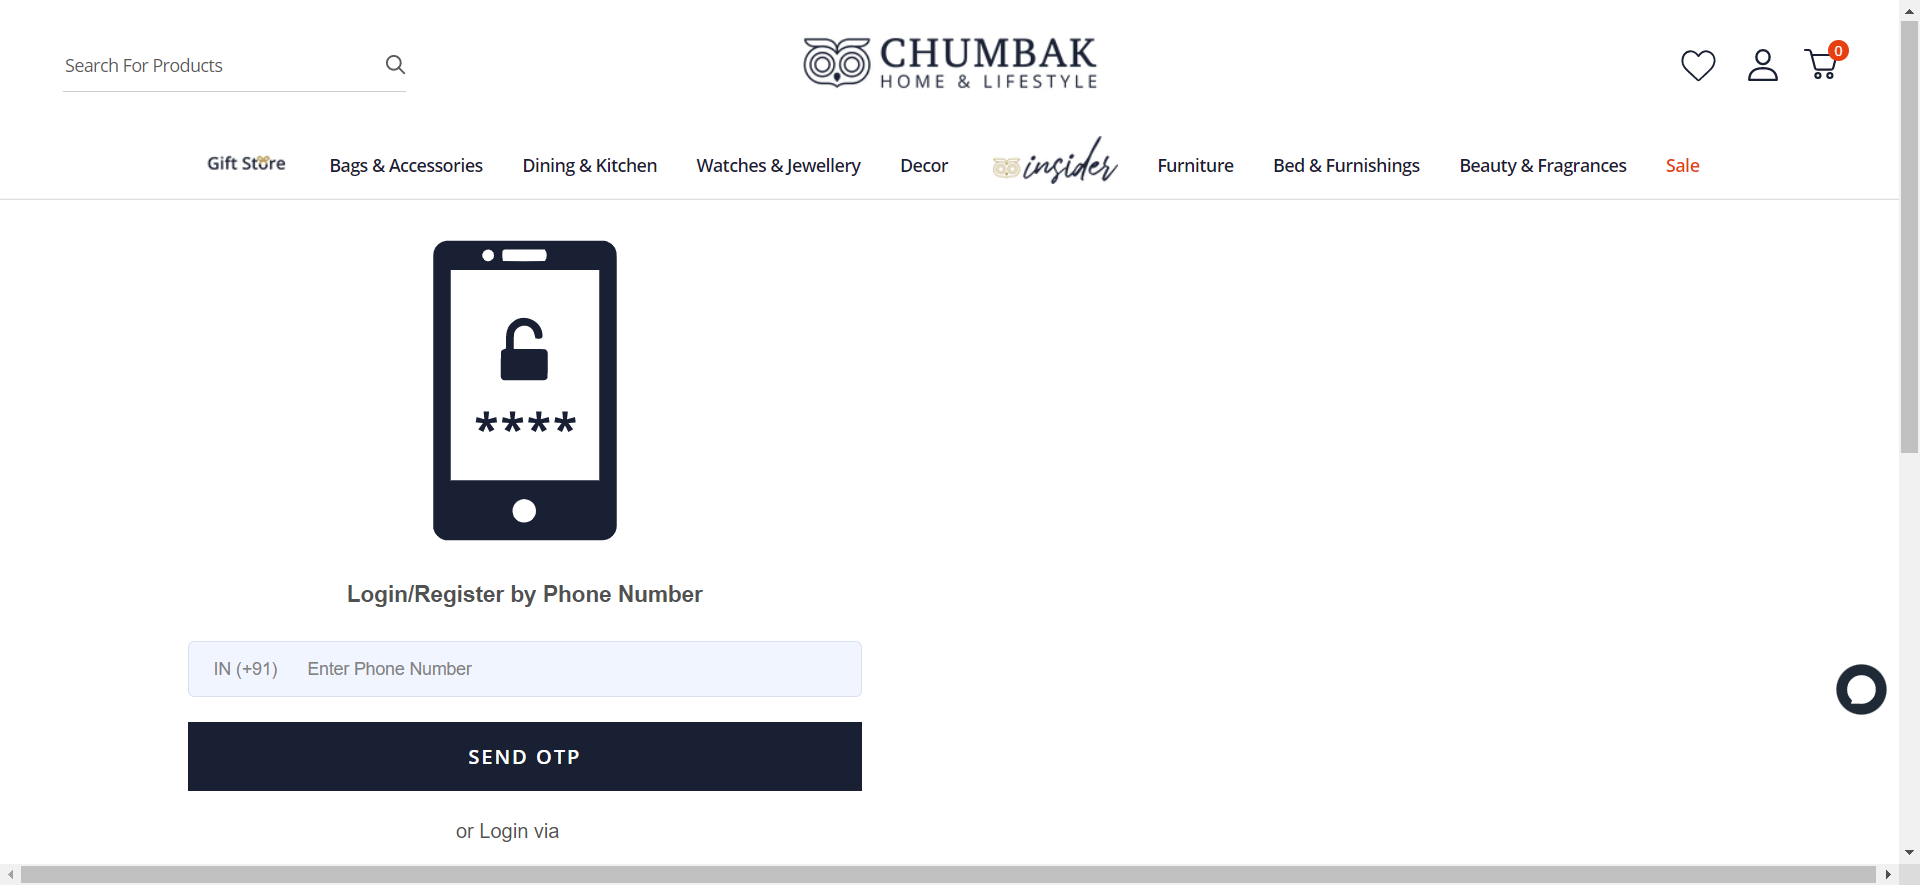 Search For Products
CHUMBAK
HOME & LIFESTYLE
0
Gift Store
Bags & Accessories
Dining & Kitchen
Watches & Jewellery
Decor
insider
Furniture
Bed & Furnishings
Beauty & Fragrances
Sale
****
Login/Register by Phone Number
IN (+91) Enter Phone Number
SEND OTP
or Login via